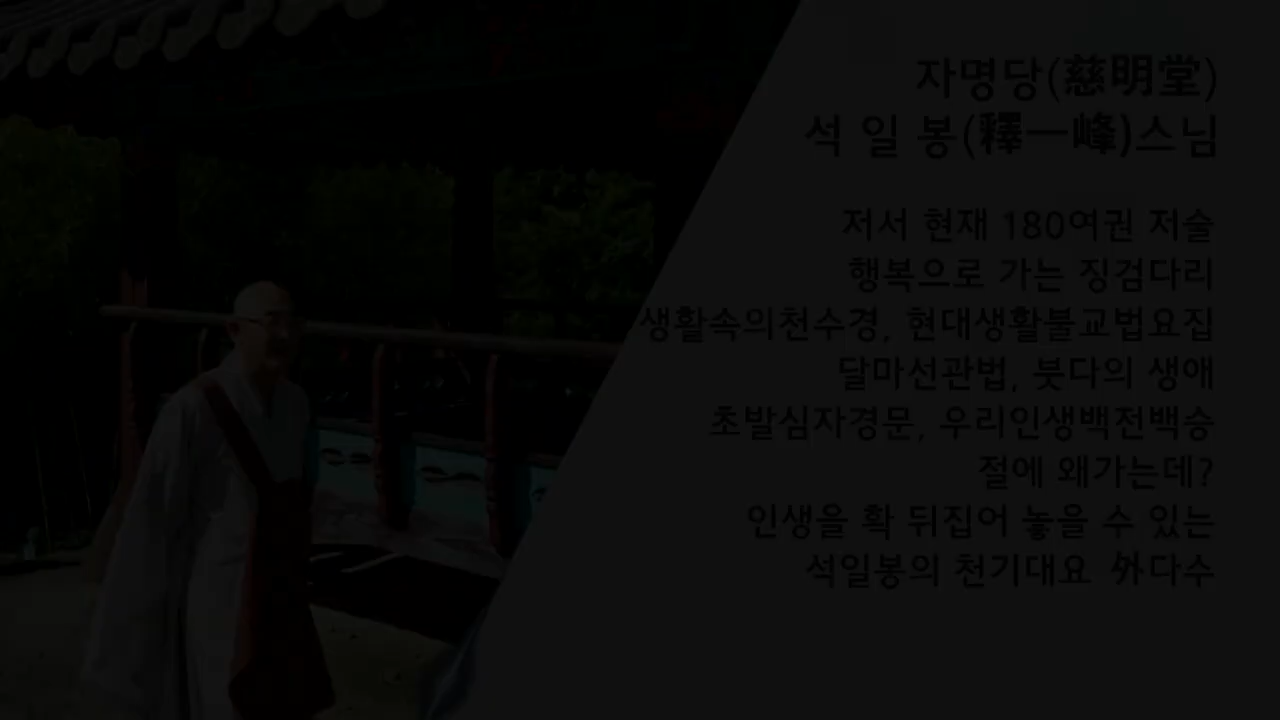 자명당(慈明堂)
석 일 봉(釋一峰)스님
저서 현재 180여권 저술
행복으로 가는 징검다리
생활속의천수경, 현대생활불교법요집
달마선관법, 붓다의 생애
초발심자경문, 우리인생백전백승
절에 왜가는데?
인생을 확 뒤집어 놓을 수 있는
석일봉의 천기대요 外다수